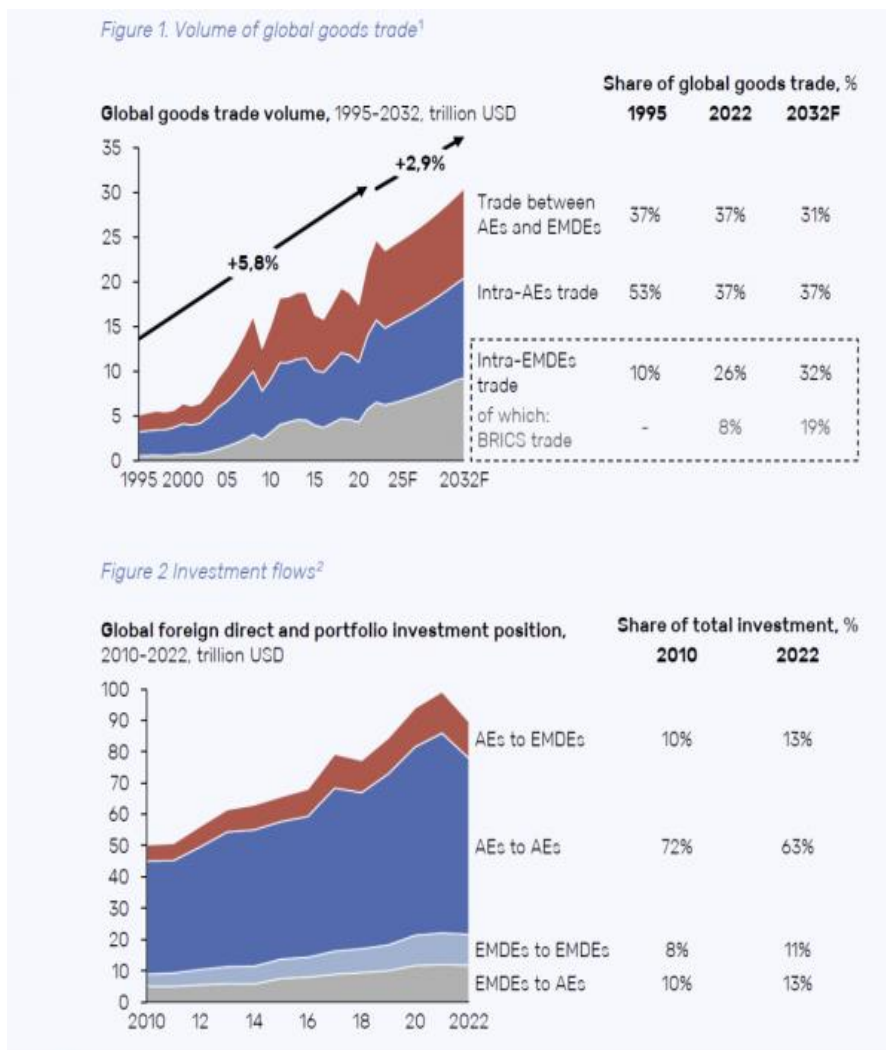 Figure 1. Volume of global goods trade¹
Share of global goods trade, %
Global goods trade volume, 1995-2032, trillion USD
1995 2022 2032F
35
30
25
20
15
10
5
0
+5,8%
+2,9%
1995 2000 05 10 15 20 25F 2032F
Trade between
AEs and EMDEs
37% 37% 31%
Intra-AEs trade 53% 37% 37%
Intra-EMDEs
trade
10% 26% 32%
of which:
BRICS trade
- 8% 19%
Figure 2 Investment flows²
Global foreign direct and portfolio investment position,
2010-2022, trillion USD
Share of total investment, %
2010 2022
100
90
80
70
60
50
40
30
20
10
0
2010 12 14 16 18 20 2022
AEs to EMDEs 10% 13%
AEs to AEs 72% 63%
EMDEs to EMDEs 8% 11%
EMDEs to AEs 10% 13%